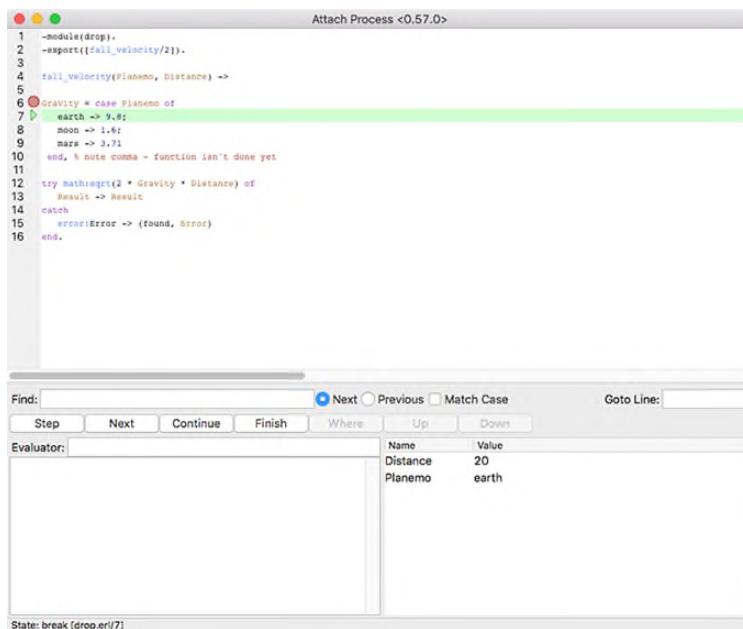 Attach Process <0.57.0>
1 -module(drop).
2 -export([fall_velocity/2]).
3
4 fall_velocity(Planemo, Distance) ->
5
6 Gravity = case Planemo of
7 earth -> 9.8;
8 moon -> 1.6;
9 mars -> 3.71
10 end, % note comma - function isn't done yet
11
12 try math:sqrt(2 * Gravity * Distance) of
13 Result -> Result
14 catch
15 error:Error -> {found, Error}
16 end.
Find: Next Previous Match Case Goto Line:
Step Next Continue Finish Where Up Down
Evaluator: Name Value
Distance 20
Planemo earth
State: break [drop.erl/7]